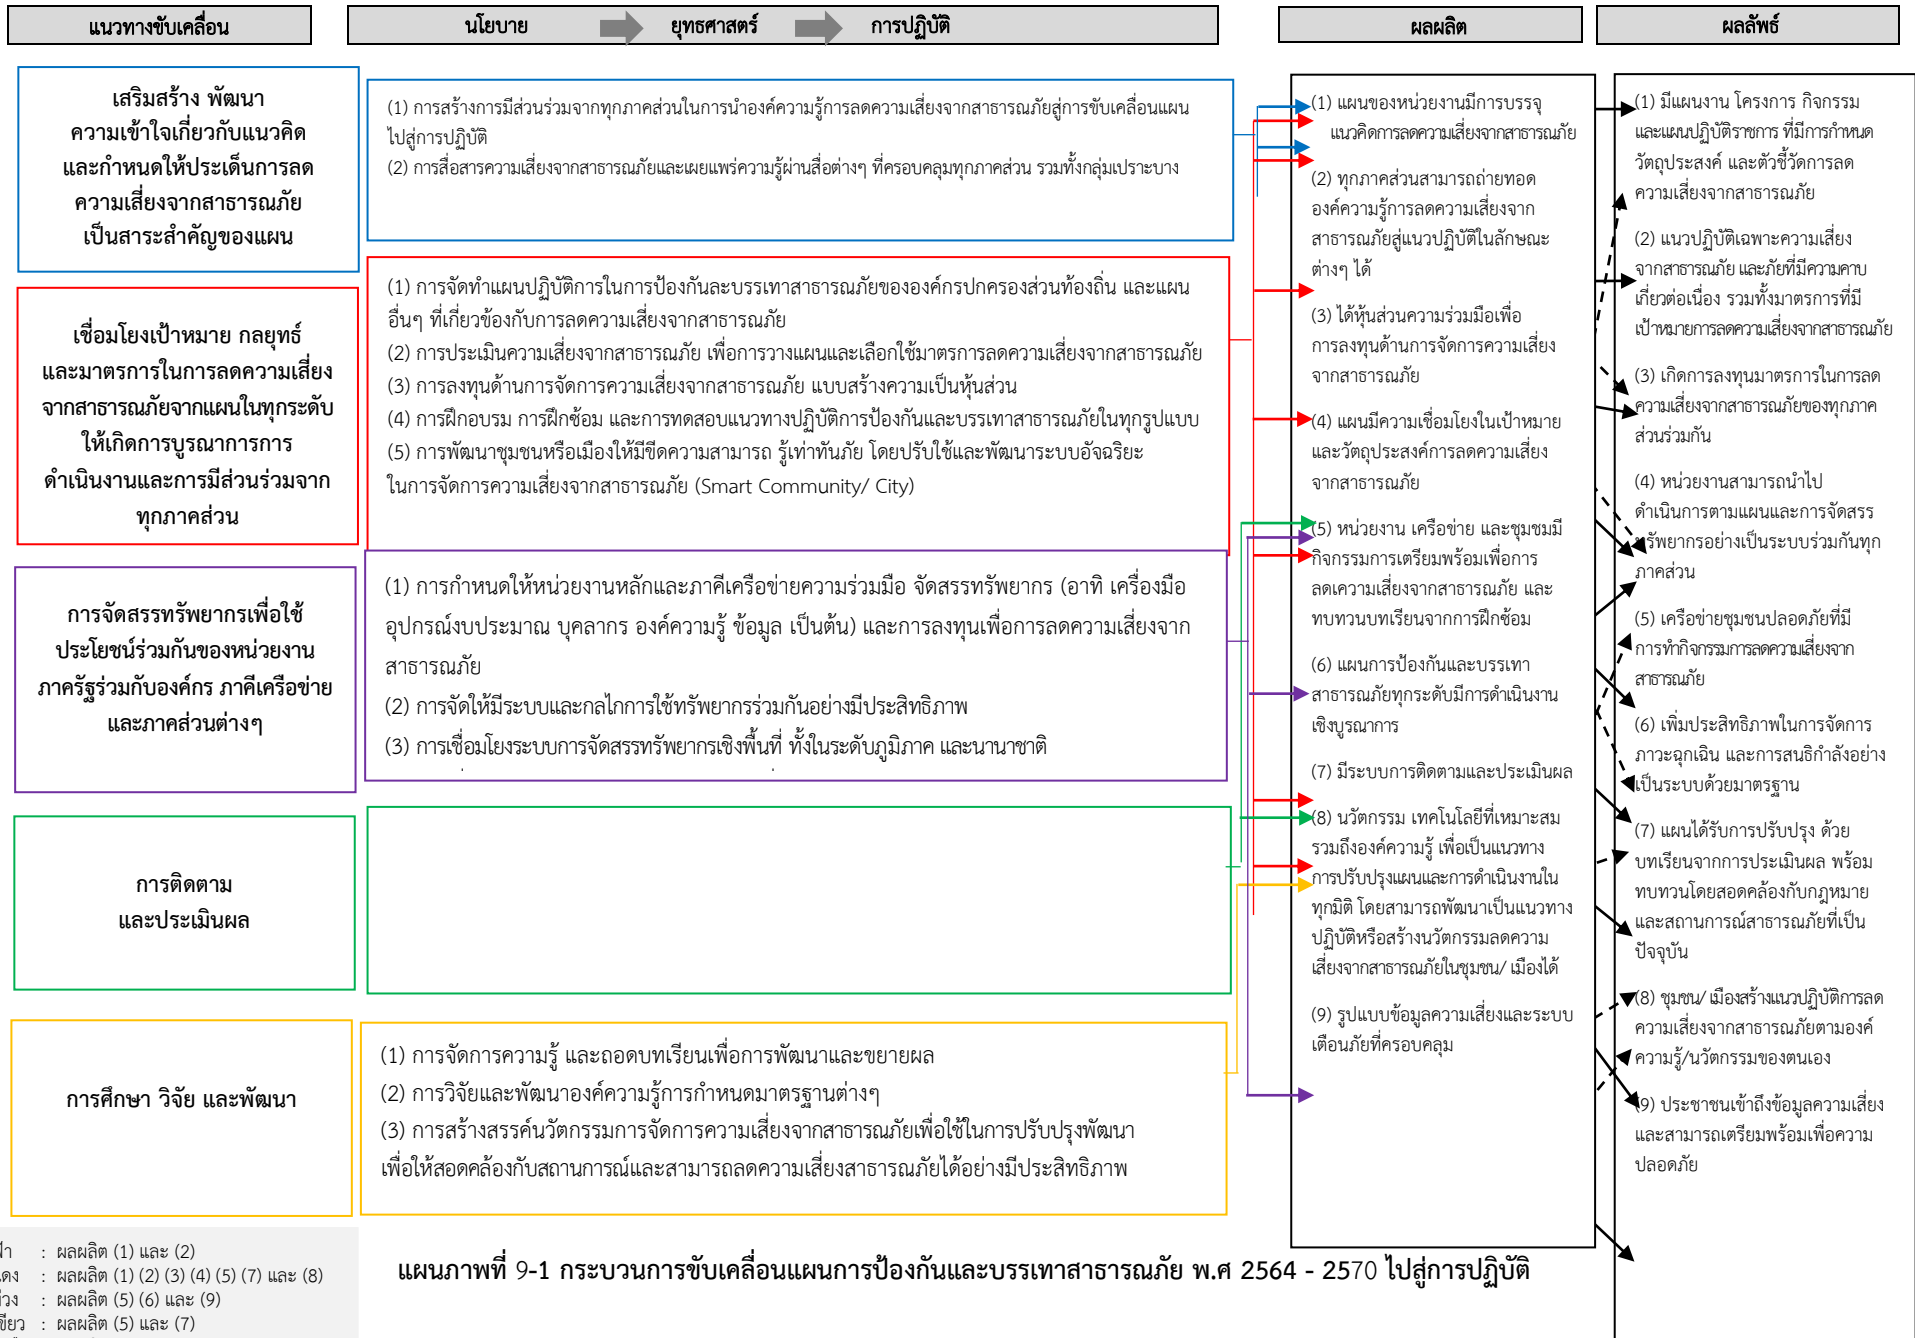 แนวทางขับเคลื่อน
นโยบาย
ยุทธศาสตร์
การปฏิบัติ
ผลผลิต
ผลลัพธ์
เสริมสร้าง พัฒนา
ความเข้าใจเกี่ยวกับแนวคิด
และกำหนดให้ประเด็นการลด
ความเสี่ยงจากสาธารณภัย
เป็นสาระสำคัญของแผน
(1) การสร้างการมีส่วนร่วมจากทุกภาคส่วนในการนำองค์ความรู้การลดความเสี่ยงจากสาธารณภัยสู่การขับเคลื่อนแผน
ไปสู่การปฏิบัติ
(2) การสื่อสารความเสี่ยงจากสาธารณภัยและเผยแพร่ความรู้ผ่านสื่อต่างๆ ที่ครอบคลุมทุกภาคส่วน รวมทั้งกลุ่มเปราะบาง
เชื่อมโยงเป้าหมาย กลยุทธ์
และมาตรการในการลดความเสี่ยง
จากสาธารณภัยจากแผนในทุกระดับ
ให้เกิดการบูรณาการการ
ดำเนินงานและการมีส่วนร่วมจาก
ทุกภาคส่วน
(1) การจัดทำแผนปฏิบัติการในการป้องกันละบรรเทาสาธารณภัยขององค์กรปกครองส่วนท้องถิ่น และแผน
อื่นๆ ที่เกี่ยวข้องกับการลดความเสี่ยงจากสาธารณภัย
(2) การประเมินความเสี่ยงจากสาธารณภัย เพื่อการวางแผนและเลือกใช้มาตรการลดความเสี่ยงจากสาธารณภัย
(3) การลงทุนด้านการจัดการความเสี่ยงจากสาธารณภัย แบบสร้างความเป็นหุ้นส่วน
(4) การฝึกอบรม การฝึกซ้อม และการทดสอบแนวทางปฏิบัติการป้องกันและบรรเทาสาธารณภัยในทุกรูปแบบ
(5) การพัฒนาชุมชนหรือเมืองให้มีขีดความสามารถ รู้เท่าทันภัย โดยปรับใช้และพัฒนาระบบอัจฉริยะ
ในการจัดการความเสี่ยงจากสาธารณภัย (Smart Community/ City)
การจัดสรรทรัพยากรเพื่อใช้
ประโยชน์ร่วมกันของหน่วยงาน
ภาครัฐร่วมกับองค์กร ภาคีเครือข่าย
และภาคส่วนต่างๆ
(1) การกำหนดให้หน่วยงานหลักและภาคีเครือข่ายความร่วมมือ จัดสรรทรัพยากร (อาทิ เครื่องมือ
อุปกรณ์งบประมาณ บุคลากร องค์ความรู้ ข้อมูล เป็นต้น) และการลงทุนเพื่อการลดความเสี่ยงจาก
สาธารณภัย
(2) การจัดให้มีระบบและกลไกการใช้ทรัพยากรร่วมกันอย่างมีประสิทธิภาพ
(3) การเชื่อมโยงระบบการจัดสรรทรัพยากรเชิงพื้นที่ ทั้งในระดับภูมิภาค และนานาชาติ
การติดตาม
และประเมินผล
การศึกษา วิจัย และพัฒนา
(1) การจัดการความรู้ และถอดบทเรียนเพื่อการพัฒนาและขยายผล
(2) การวิจัยและพัฒนาองค์ความรู้การกำหนดมาตรฐานต่างๆ
(3) การสร้างสรรค์นวัตกรรมการจัดการความเสี่ยงจากสาธารณภัยเพื่อใช้ในการปรับปรุงพัฒนา
เพื่อให้สอดคล้องกับสถานการณ์และสามารถลดความเสี่ยงสาธารณภัยได้อย่างมีประสิทธิภาพ
(1) แผนของหน่วยงานมีการบรรจุ
แนวคิดการลดความเสี่ยงจากสาธารณภัย
(2) ทุกภาคส่วนสามารถถ่ายทอด
องค์ความรู้การลดความเสี่ยงจาก
สาธารณภัยสู่แนวปฏิบัติในลักษณะ
ต่างๆ ได้
(3) ได้หุ้นส่วนความร่วมมือเพื่อ
การลงทุนด้านการจัดการความเสี่ยง
จากสาธารณภัย
(4) แผนมีความเชื่อมโยงในเป้าหมาย
และวัตถุประสงค์การลดความเสี่ยง
จากสาธารณภัย
(5) หน่วยงาน เครือข่าย และชุมชมมี
กิจกรรมการเตรียมพร้อมเพื่อการ
ลดเความเสี่ยงจากสาธารณภัย และ
ทบทวนบทเรียนจากการฝึกซ้อม
(6) แผนการป้องกันและบรรเทา
สาธารณภัยทุกระดับมีการดำเนินงาน
เชิงบูรณาการ
(7) มีระบบการติดตามและประเมินผล
(8) นวัตกรรม เทคโนโลยีที่เหมาะสม
รวมถึงองค์ความรู้ เพื่อเป็นแนวทาง
การปรับปรุงแผนและการดำเนินงานใน
ทุกมิติ โดยสามารถพัฒนาเป็นแนวทาง
ปฏิบัติหรือสร้างนวัตกรรมลดความ
เสี่ยงจากสาธารณภัยในชุมชน/ เมืองได้
(9) รูปแบบข้อมูลความเสี่ยงและระบบ
เตือนภัยที่ครอบคลุม
(1) มีแผนงาน โครงการ กิจกรรม
และแผนปฏิบัติราชการ ที่มีการกำหนด
วัตถุประสงค์ และตัวชี้วัดการลด
ความเสี่ยงจากสาธารณภัย
(2) แนวปฏิบัติเฉพาะความเสี่ยง
จากสาธารณภัย และภัยที่มีความคาบ
เกี่ยวต่อเนื่อง รวมทั้งมาตรการที่มี
เป้าหมายการลดความเสี่ยงจากสาธารณภัย
(3) เกิดการลงทุนมาตรการในการลด
ความเสี่ยงจากสาธารณภัยของทุกภาค
ส่วนร่วมกัน
(4) หน่วยงานสามารถนำไป
ดำเนินการตามแผนและการจัดสรร
ทรัพยากรอย่างเป็นระบบร่วมกันทุก
ภาคส่วน
(5) เครือข่ายชุมชนปลอดภัยที่มี
การทำกิจกรรมการลดความเสี่ยงจาก
สาธารณภัย
(6) เพิ่มประสิทธิภาพในการจัดการ
ภาวะฉุกเฉิน และการสนธิกำลังอย่าง
เป็นระบบด้วยมาตรฐาน
(7) แผนได้รับการปรับปรุง ด้วย
บทเรียนจากการประเมินผล พร้อม
ทบทวนโดยสอดคล้องกับกฎหมาย
และสถานการณ์สาธารณภัยที่เป็น
ปัจจุบัน
(8) ชุมชน/ เมืองสร้างแนวปฏิบัติการลด
ความเสี่ยงจากสาธารณภัยตามองค์
ความรู้/นวัตกรรมของตนเอง
(9) ประชาชนเข้าถึงข้อมูลความเสี่ยง
และสามารถเตรียมพร้อมเพื่อความ
ปลอดภัย
: ผลผลิต (1) และ (2)
: ผลผลิต (1) (2) (3) (4) (5) (7) และ (8)
: ผลผลิต (5) (6) และ (9)
: ผลผลิต (5) และ (7)
แผนภาพที่ 9-1 กระบวนการขับเคลื่อนแผนการป้องกันและบรรเทาสาธารณภัย พ.ศ 2564 - 2570 ไปสู่การปฏิบัติ